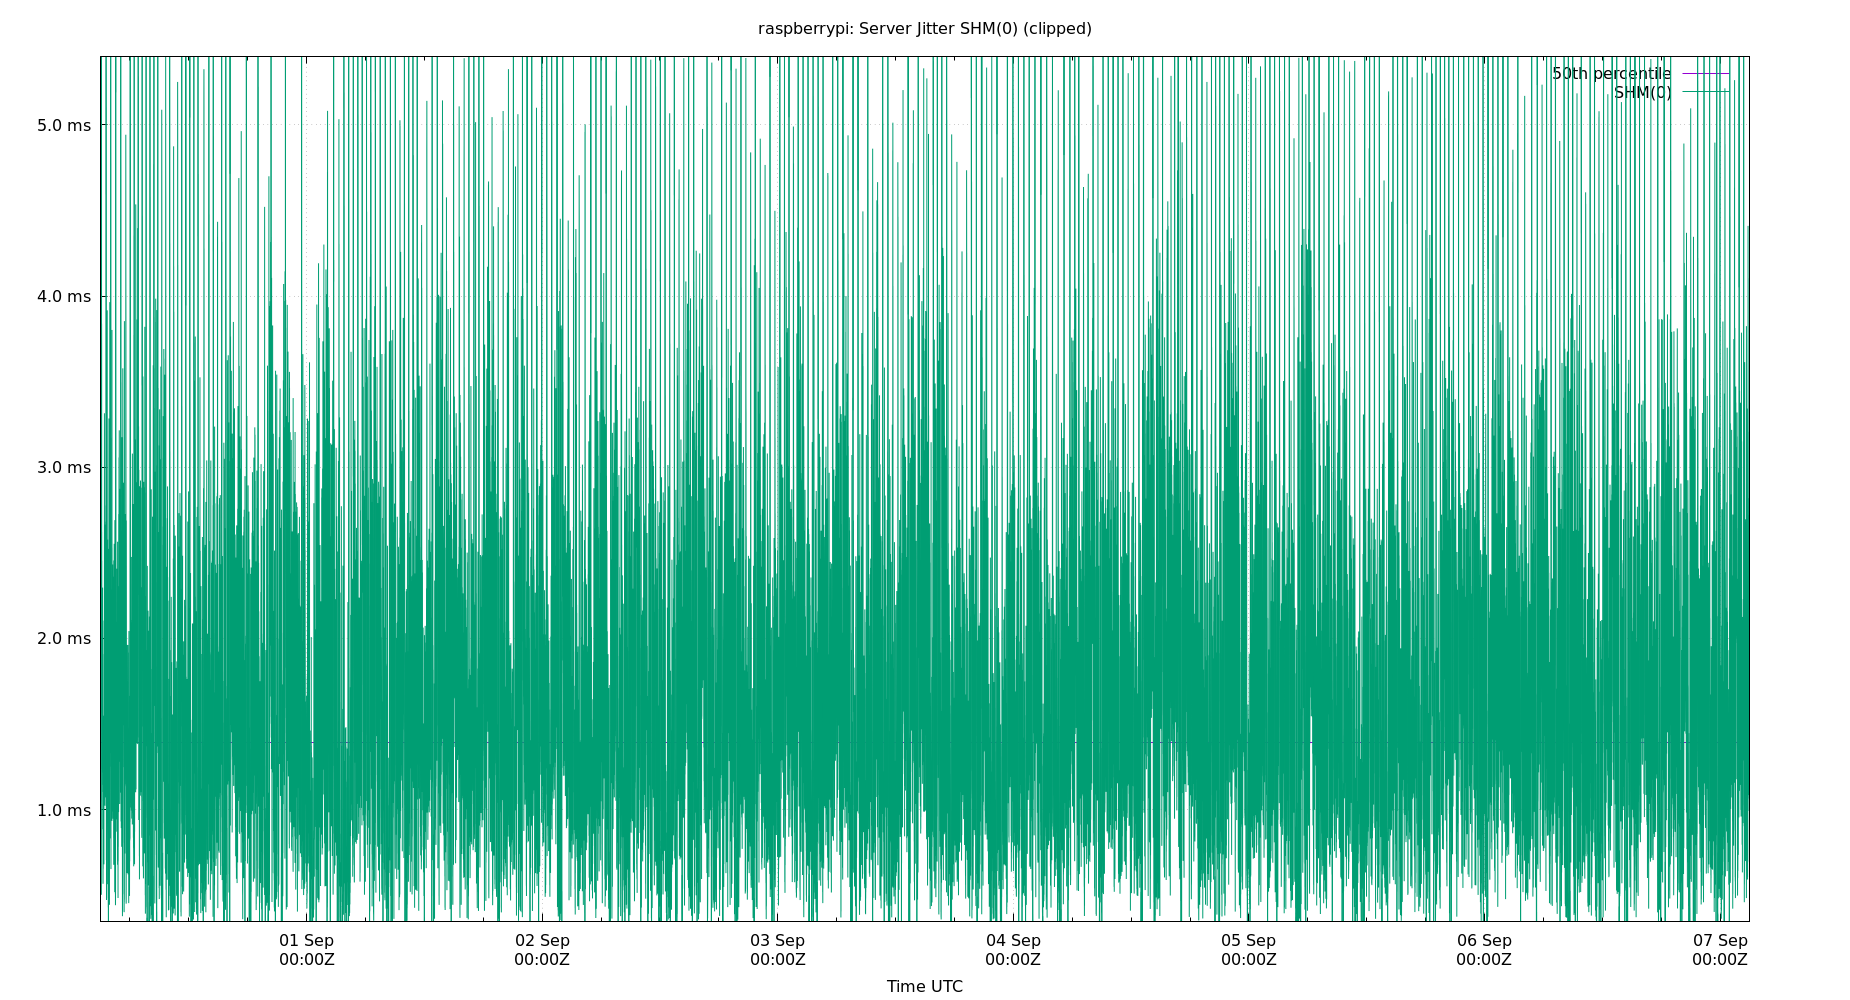 raspberrypi: Server Jitter SHM(0) (clipped)
50th percentile
SHM(0)
5.0 ms
4.0 ms
3.0 ms
2.0 ms
1.0 ms
01 Sep
00:00Z
02 Sep
00:00Z
03 Sep
00:00Z
04 Sep
00:00Z
05 Sep
00:00Z
06 Sep
00:00Z
07 Sep
00:00Z
Time UTC